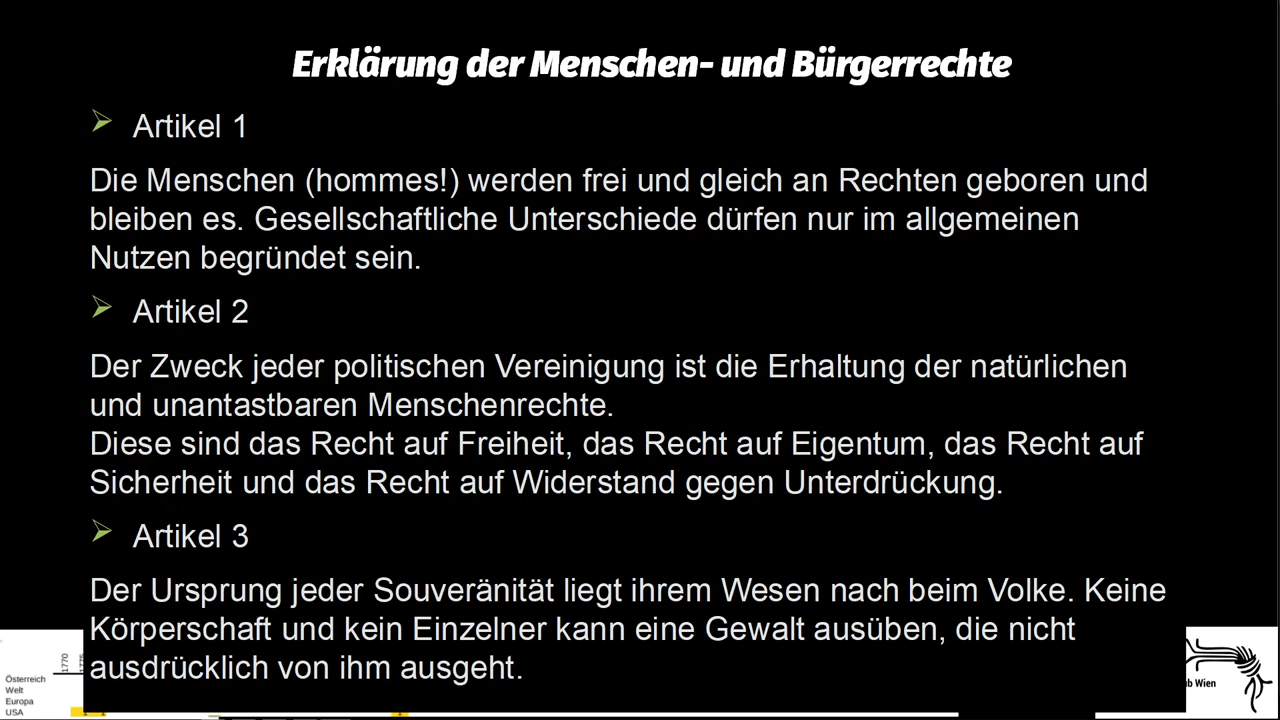 Erklärung der Menschen- und Bürgerrechte
Artikel 1
Die Menschen (hommes!) werden frei und gleich an Rechten geboren und
bleiben es. Gesellschaftliche Unterschiede dürfen nur im allgemeinen
Nutzen begründet sein.
Artikel 2
Der Zweck jeder politischen Vereinigung ist die Erhaltung der natürlichen
und unantastbaren Menschenrechte.
Diese sind das Recht auf Freiheit, das Recht auf Eigentum, das Recht auf
Sicherheit und das Recht auf Widerstand gegen Unterdrückung.
Artikel 3
Der Ursprung jeder Souveränität liegt ihrem Wesen nach beim Volke. Keine
Körperschaft und kein Einzelner kann eine Gewalt ausüben, die nicht
ausdrücklich von ihm ausgeht.
1770
Österreich
Welt
Europa
USA
Wien